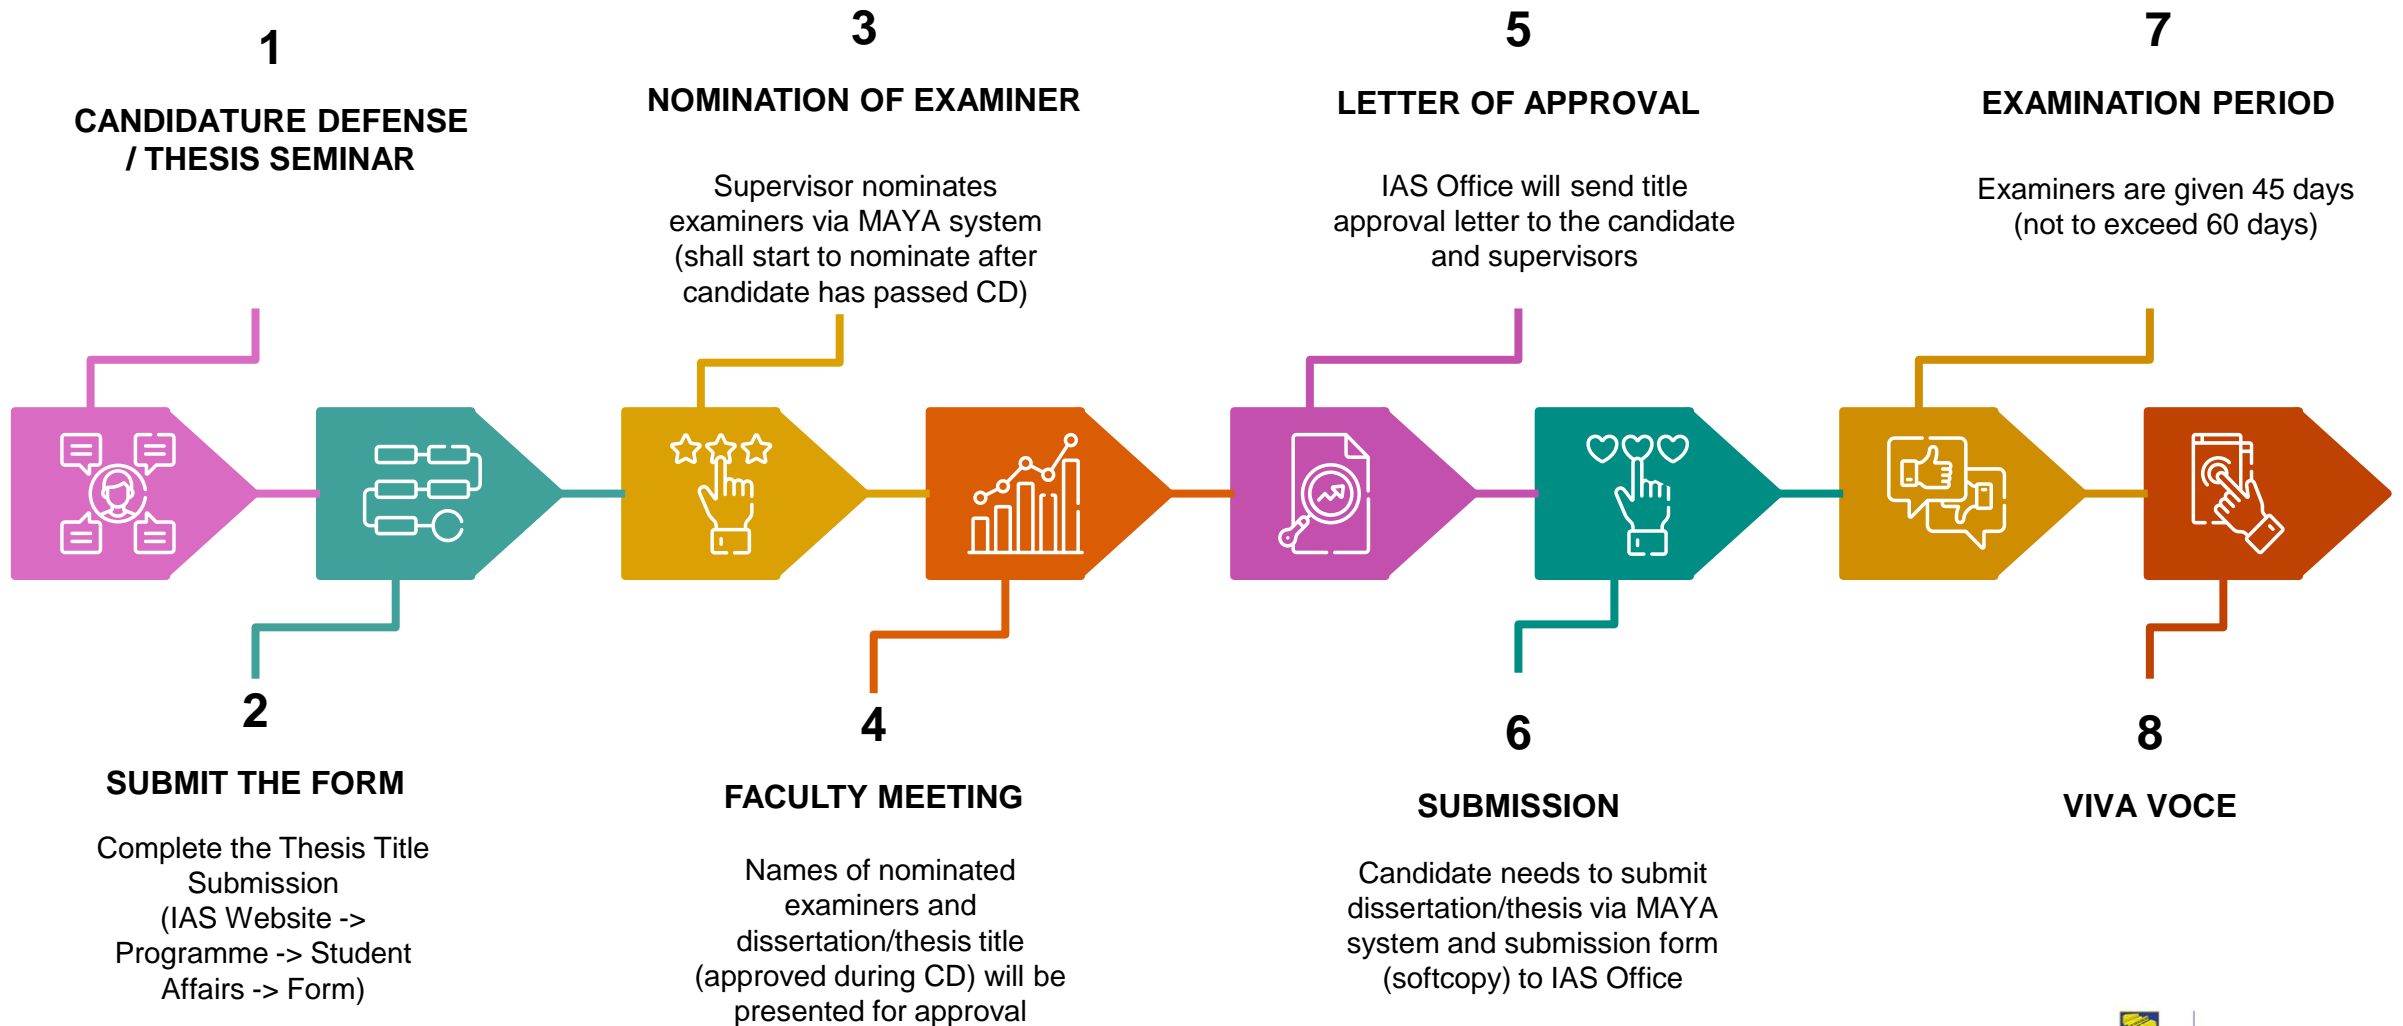 1
CANDIDATURE DEFENSE
/ THESIS SEMINAR
2
SUBMIT THE FORM
Complete the Thesis Title
Submission
(IAS Website ->
Programme -> Student
Affairs -> Form)
3
NOMINATION OF EXAMINER
Supervisor nominates
examiners via MAYA system
(shall start to nominate after
candidate has passed CD)
4
FACULTY MEETING
Names of nominated
examiners and
dissertation/thesis title
(approved during CD) will be
presented for approval
5
LETTER OF APPROVAL
IAS Office will send title
approval letter to the candidate
and supervisors
6
SUBMISSION
Candidate needs to submit
dissertation/thesis via MAYA
system and submission form
(softcopy) to IAS Office
7
EXAMINATION PERIOD
Examiners are given 45 days
(not to exceed 60 days)
8
VIVA VOCE